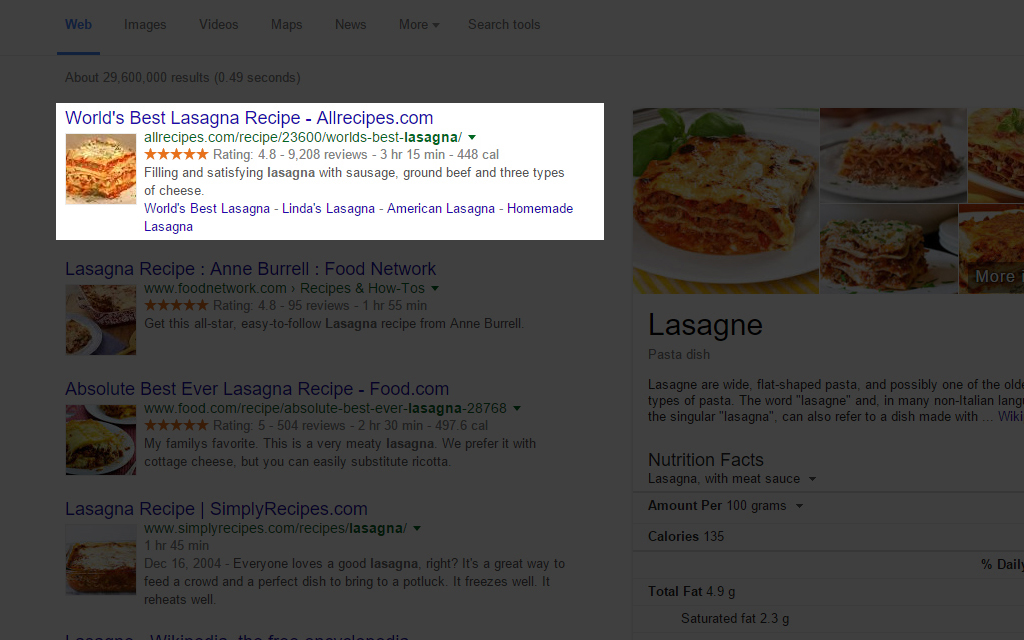 Web Images Videos Maps News More Search tools
About 29,600,000 results (0.49 seconds)
World's Best Lasagna Recipe - Allrecipes.com
allrecipes.com/recipe/23600/worlds-best-lasagna/
Rating: 4.8 - 9,208 reviews - 3 hr 15 min - 448 cal
Filling and satisfying lasagna with sausage, ground beef and three types
of cheese.
World's Best Lasagna - Linda's Lasagna - American Lasagna - Homemade
Lasagna
Lasagna Recipe : Anne Burrell : Food Network
www.foodnetwork.com › Recipes & How-Tos
Rating: 4.8 - 95 reviews - 1 hr 55 min
Get this all-star, easy-to-follow Lasagna recipe from Anne Burrell.
Absolute Best Ever Lasagna Recipe - Food.com
www.food.com/recipe/absolute-best-ever-lasagna-28768
Rating: 5 - 504 reviews - 2 hr 30 min - 497.6 cal
My familys favorite. This is a very meaty lasagna. We prefer it with
cottage cheese, but you can easily substitute ricotta.
Lasagna Recipe | SimplyRecipes.com
www.simplyrecipes.com/recipes/lasagna/
1 hr 45 min
Dec 16, 2004 - Everyone loves a good lasagna, right? It's a great way to
feed a crowd and a perfect dish to bring to a potluck. It freezes well. It
reheats well.
Lasagne - Wikipedia, the free encyclopedia
More i
Lasagne
Pasta dish
Lasagne are wide, flat-shaped pasta, and possibly one of the olde
types of pasta. The word "lasagne" and, in many non-Italian langu
the singular "lasagna", can also refer to a dish made with ... Wiki
Nutrition Facts
Lasagna, with meat sauce
Amount Per 100 grams
Calories 135
% Daily
Total Fat 4.9 g
Saturated fat 2.3 g